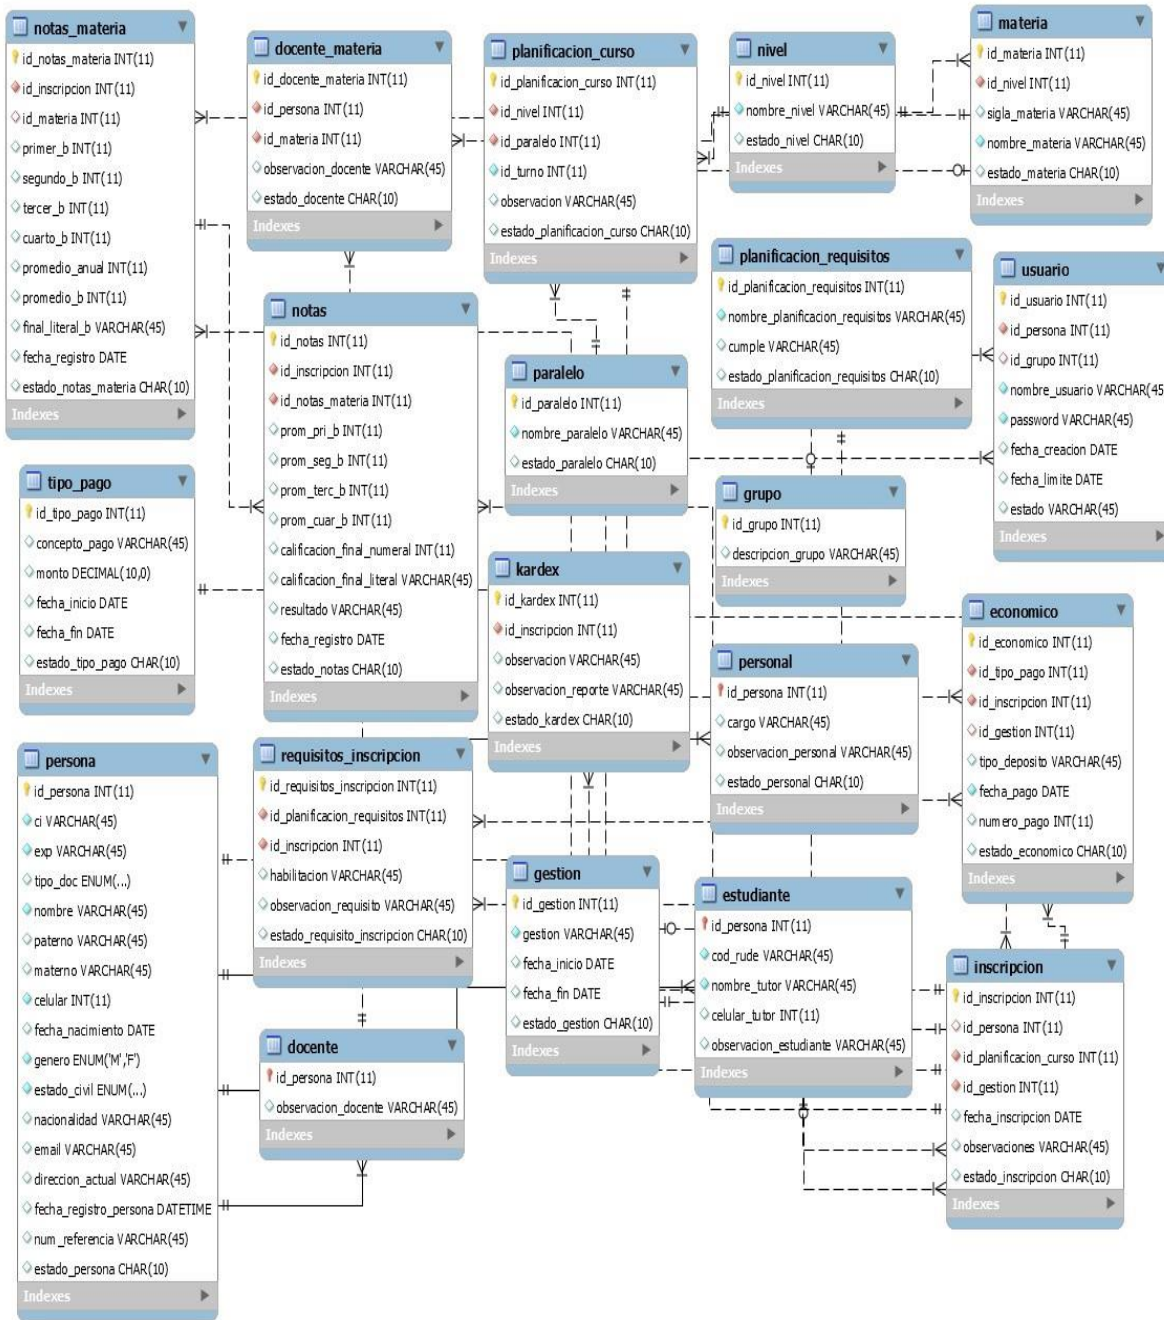 notas_materia
id_notas_materia INT(11)
id_inscripcion INT(11)
id_materia INT(11)
primer_b INT(11)
segundo_b INT(11)
tercer_b INT(11)
cuarto_b INT(11)
promedio_anual INT(11)
promedio_b INT(11)
final_literal_b VARCHAR(45)
fecha_registro DATE
estado_notas_materia CHAR(10)
Indexes
docente_materia
id_docente_materia INT(11)
id_persona INT(11)
id_materia INT(11)
observacion_docente VARCHAR(45)
estado_docente CHAR(10)
Indexes
planificacion_curso
id_planificacion_curso INT(11)
id_nivel INT(11)
id_paralelo INT(11)
id_turno INT(11)
observacion VARCHAR(45)
estado_planificacion_curso CHAR(10)
Indexes
nivel
id_nivel INT(11)
nombre_nivel VARCHAR(45)
estado_nivel CHAR(10)
Indexes
materia
id_materia INT(11)
id_nivel INT(11)
sigla_materia VARCHAR(45)
nombre_materia VARCHAR(45)
estado_materia CHAR(10)
Indexes
planificacion_requisitos
id_planificacion_requisitos INT(11)
nombre_planificacion_requisitos VARCHAR(45)
cumple VARCHAR(45)
estado_planificacion_requisitos CHAR(10)
Indexes
usuario
id_usuario INT(11)
id_persona INT(11)
id_grupo INT(11)
nombre_usuario VARCHAR(45
password VARCHAR(45)
fecha_creacion DATE
fecha_limite DATE
estado VARCHAR(45)
Indexes
notas
id_notas INT(11)
id_inscripcion INT(11)
id_notas_materia INT(11)
prom_pri_b INT(11)
prom_seg_b INT(11)
prom_terc_b INT(11)
prom_cuar_b INT(11)
calificacion_final_numeral INT(11)
calificacion_final_literal VARCHAR(45)
resultado VARCHAR(45)
fecha_registro DATE
estado_notas CHAR(10)
Indexes
paralelo
id_paralelo INT(11)
nombre_paralelo VARCHAR(45)
estado_paralelo CHAR(10)
Indexes
tipo_pago
id_tipo_pago INT(11)
concepto_pago VARCHAR(45)
monto DECIMAL(10,0)
fecha_inicio DATE
fecha_fin DATE
estado_tipo_pago CHAR(10)
Indexes
grupo
id_grupo INT(11)
descripcion_grupo VARCHAR(45)
Indexes
kardex
id_kardex INT(11)
id_inscripcion INT(11)
observacion VARCHAR(45)
observacion_reporte VARCHAR(45)
estado_kardex CHAR(10)
Indexes
economico
id_economico INT(11)
id_tipo_pago INT(11)
id_inscripcion INT(11)
id_gestion INT(11)
tipo_deposito VARCHAR(45)
fecha_pago DATE
numero_pago INT(11)
estado_economico CHAR(10)
Indexes
personal
id_persona INT(11)
cargo VARCHAR(45)
observacion_personal VARCHAR(45)
estado_personal CHAR(10)
Indexes
persona
id_persona INT(11)
ci VARCHAR(45)
exp VARCHAR(45)
tipo_doc ENUM(...)
nombre VARCHAR(45)
paterno VARCHAR(45)
materno VARCHAR(45)
celular INT(11)
fecha_nacimiento DATE
genero ENUM('M','F')
estado_civil ENUM(...)
nacionalidad VARCHAR(45)
email VARCHAR(45)
direccion_actual VARCHAR(45)
fecha_registro_persona DATETIME
num_referencia VARCHAR(45)
estado_persona CHAR(10)
Indexes
requisitos_inscripcion
id_requisitos_inscripcion INT(11)
id_planificacion_requisitos INT(11)
id_inscripcion INT(11)
habilitacion VARCHAR(45)
observacion_requisito VARCHAR(45)
estado_requisito_inscripcion CHAR(10)
Indexes
gestion
id_gestion INT(11)
gestion VARCHAR(45)
fecha_inicio DATE
fecha_fin DATE
estado_gestion CHAR(10)
Indexes
estudiante
id_persona INT(11)
cod_rude VARCHAR(45)
nombre_tutor VARCHAR(45)
celular_tutor INT(11)
observacion_estudiante VARCHAR(45)
Indexes
inscripcion
id_inscripcion INT(11)
id_persona INT(11)
id_planificacion_curso INT(11)
id_gestion INT(11)
fecha_inscripcion DATE
observaciones VARCHAR(45)
estado_inscripcion CHAR(10)
Indexes
docente
id_persona INT(11)
observacion_docente VARCHAR(45)
Indexes